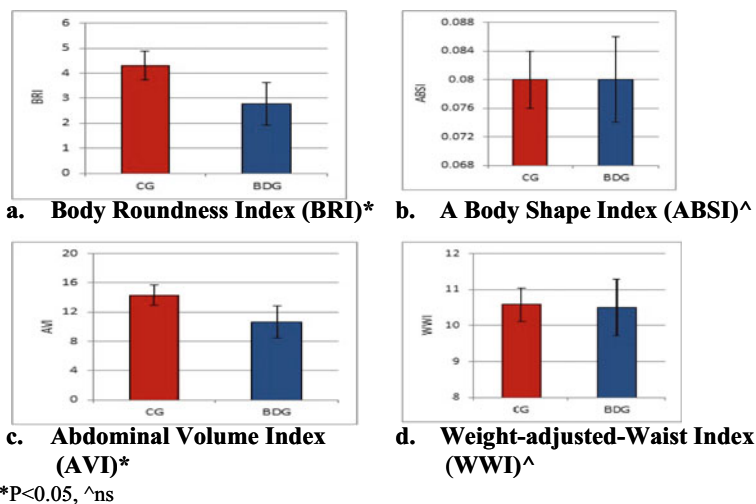 6
5
4
3
2
1
0
BRI
CG
BDG
a. Body Roundness Index (BRI)*
0.088
0.084
0.08
0.076
0.072
0.068
ABSI
CG
BDG
b. A Body Shape Index (ABSI)^
20
16
12
8
4
0
AVI
CG
BDG
c. Abdominal Volume Index
(AVI)*
12
11
10
9
8
WWI
CG
BDG
d. Weight-adjusted-Waist Index
(WWI)^
*P<0.05, ^ns